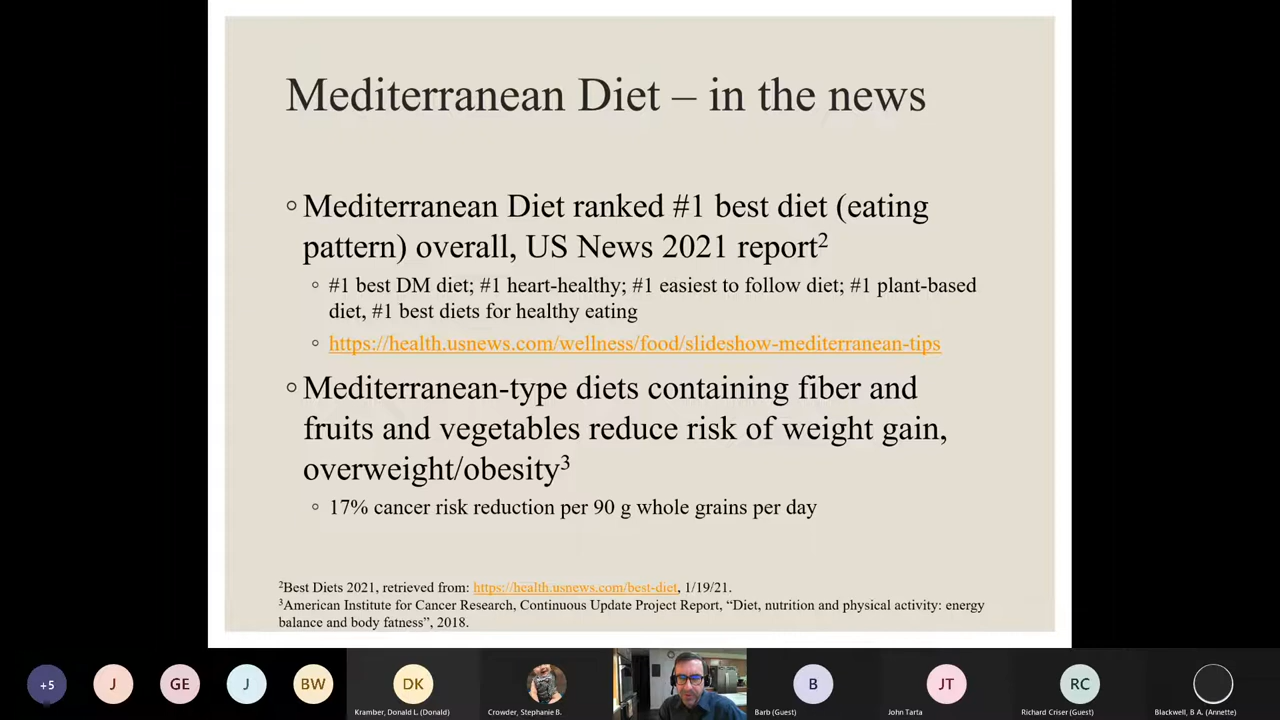 Mediterranean Diet – in the news
◦ Mediterranean Diet ranked #1 best diet (eating
pattern) overall, US News 2021 report²
◦ #1 best DM diet; #1 heart-healthy; #1 easiest to follow diet; #1 plant-based
diet, #1 best diets for healthy eating
◦ https://health.usnews.com/wellness/food/slideshow-mediterranean-tips
◦ Mediterranean-type diets containing fiber and
fruits and vegetables reduce risk of weight gain,
overweight/obesity³
◦ 17% cancer risk reduction per 90 g whole grains per day
²Best Diets 2021, retrieved from: https://health.usnews.com/best-diet, 1/19/21.
³American Institute for Cancer Research, Continuous Update Project Report, “Diet, nutrition and physical activity: energy
balance and body fatness”, 2018.
+5
J
GE
J
BW
DK
Kramber, Donald L. (Donald)
Crowder, Stephanie B.
B
Barb (Guest)
JT
John Tarta
RC
Richard Criser (Guest)
Blackwell, B A. (Annette)